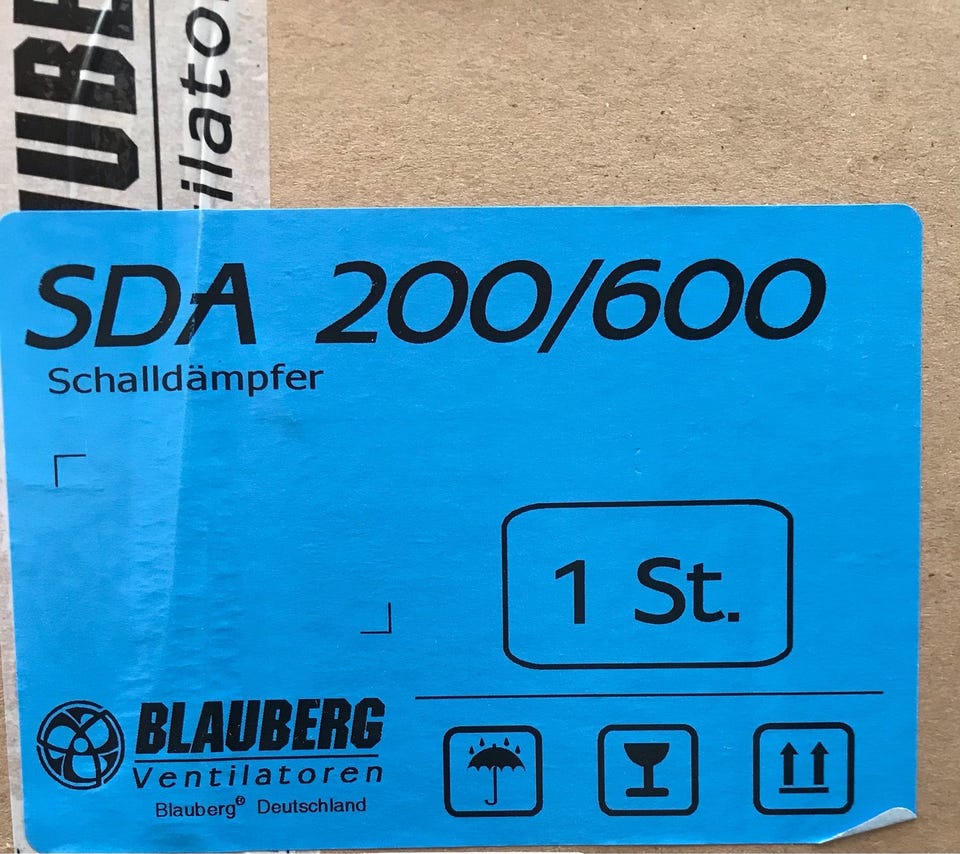 SDA 200/600
Schalldämpfer
1 St.
BLAUBERG
Ventilatoren
Blauberg® Deutschland